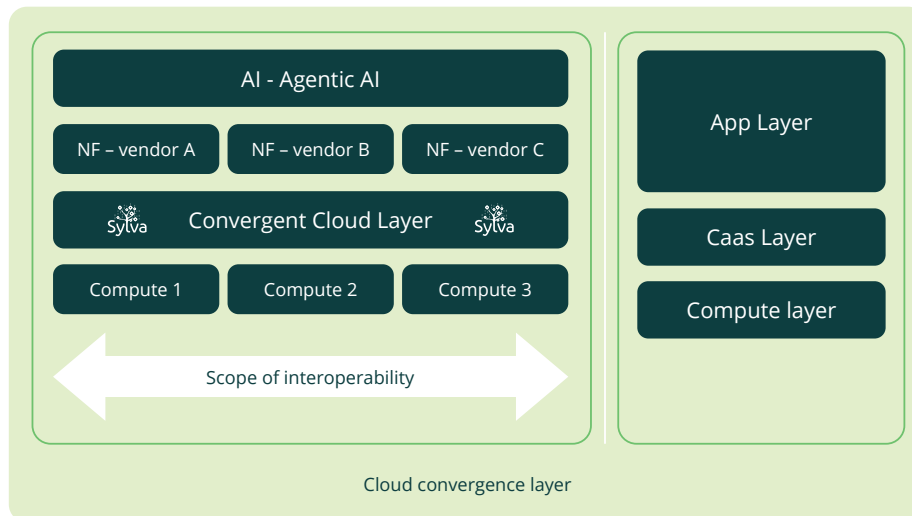 AI - Agentic AI
NF – vendor A
NF – vendor B
NF – vendor C
Sylva
Convergent Cloud Layer
Sylva
Compute 1
Compute 2
Compute 3
Scope of interoperability
App Layer
Caas Layer
Compute layer
Cloud convergence layer